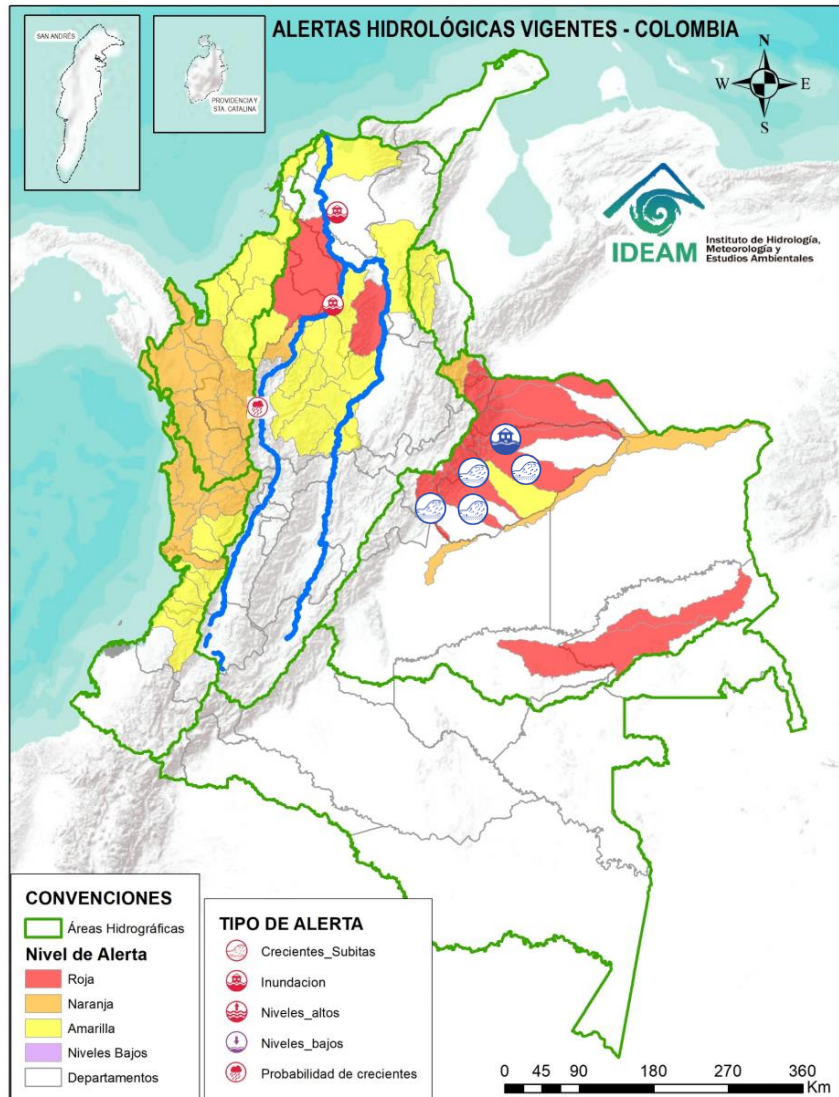 ALERTAS HIDROLÓGICAS VIGENTES - COLOMBIA
SAN ANDRÉS
PROVIDENCIA Y
STA. CATALINA
N
W
E
S
IDEAM
Instituto de Hidrología,
Meteorología y
Estudios Ambientales
CONVENCIONES
Áreas Hidrográficas
Nivel de Alerta
Roja
Naranja
Amarilla
Niveles Bajos
Departamentos
TIPO DE ALERTA
Crecientes_Subitas
Inundacion
Niveles_altos
Niveles_bajos
Probabilidad de crecientes
0 45 90 180 270 360
Km